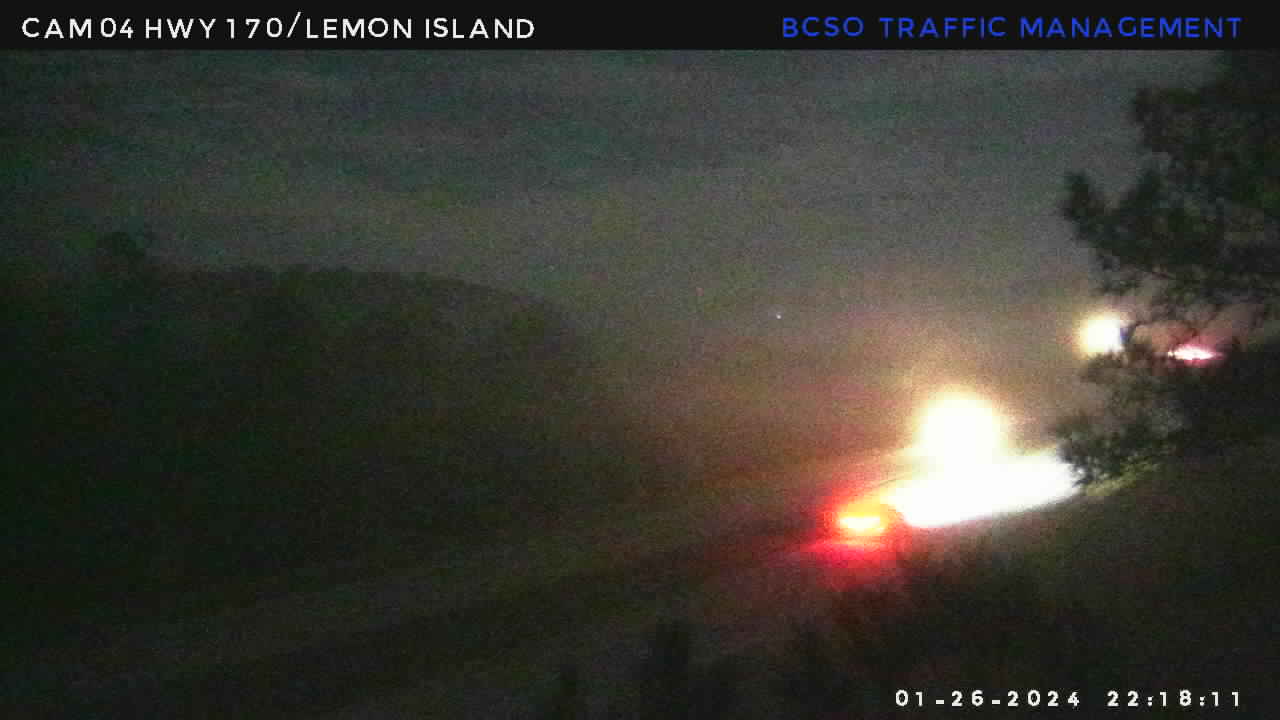 CAM04 HWY 170/LEMON ISLAND
BCSO TRAFFIC MANAGEMENT
01-26-2024 22:18:11